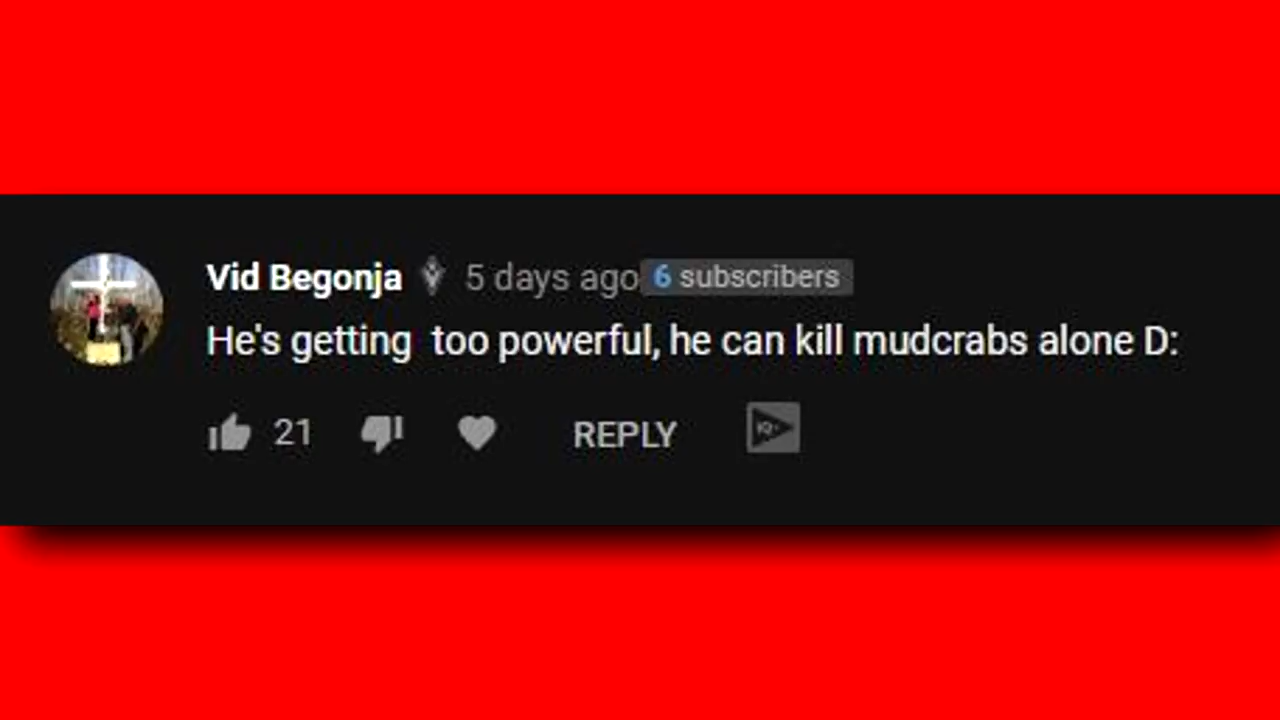 Vid Begonja 5 days ago 6 subscribers
He's getting  too powerful, he can kill mudcrabs alone D:
21 REPLY